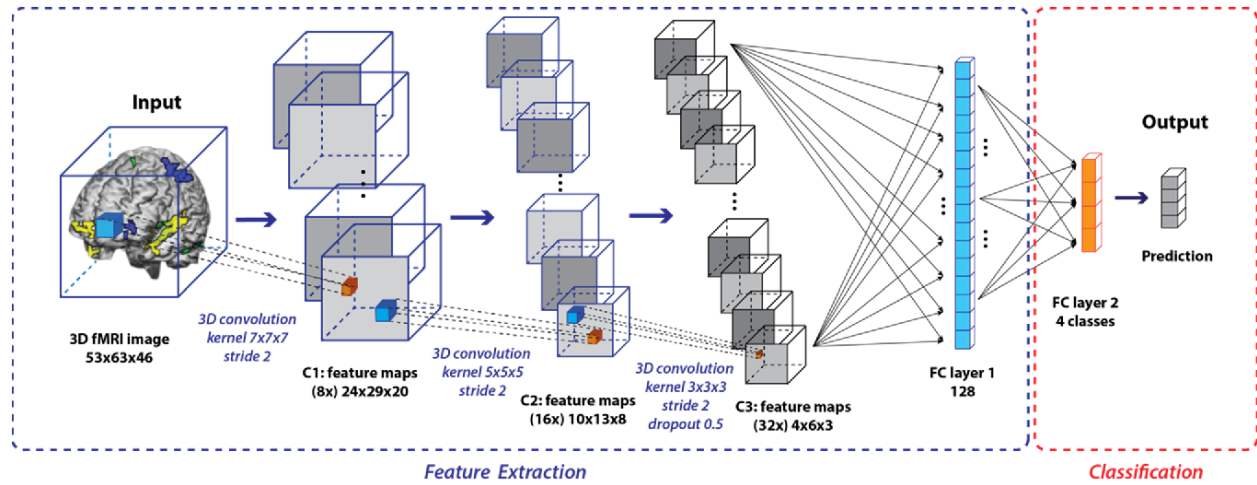 Input
3D fMRI image
53x63x46
3D convolution
kernel 7x7x7
stride 2
C1: feature maps
(8x) 24x29x20
3D convolution
kernel 5x5x5
stride 2
C2: feature maps
(16x) 10x13x8
3D convolution
kernel 3x3x3
stride 2
dropout 0.5
C3: feature maps
(32x) 4x6x3
FC layer 1
128
FC layer 2
4 classes
Output
Prediction
Feature Extraction
Classification